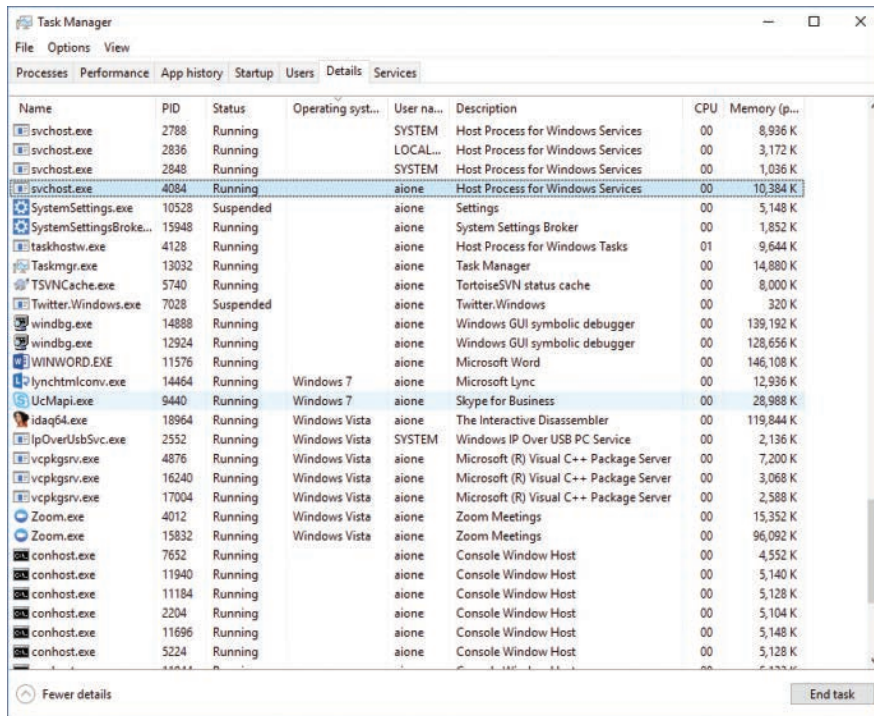 Task Manager
File Options View
Processes Performance App history Startup Users Details Services
Name PID Status Operating syst... User na... Description CPU Memory (p...
svchost.exe 2788 Running SYSTEM Host Process for Windows Services 00 8,936 K
svchost.exe 2836 Running LOCAL... Host Process for Windows Services 00 3,172 K
svchost.exe 2848 Running SYSTEM Host Process for Windows Services 00 1,036 K
svchost.exe 4084 Running aione Host Process for Windows Services 00 10,384 K
SystemSettings.exe 10528 Suspended aione Settings 00 5,148 K
SystemSettingsBroke... 15948 Running aione System Settings Broker 00 1,852 K
taskhostw.exe 4128 Running aione Host Process for Windows Tasks 01 9,644 K
Taskmgr.exe 13032 Running aione Task Manager 00 14,880 K
TSVNCache.exe 5740 Running aione TortoiseSVN status cache 00 8,000 K
Twitter.Windows.exe 7028 Suspended aione Twitter.Windows 00 320 K
windbg.exe 14888 Running aione Windows GUI symbolic debugger 00 139,192 K
windbg.exe 12924 Running aione Windows GUI symbolic debugger 00 128,656 K
WINWORD.EXE 11576 Running aione Microsoft Word 00 146,108 K
lynchtmlconv.exe 14464 Running Windows 7 aione Microsoft Lync 00 12,936 K
UcMapi.exe 9440 Running Windows 7 aione Skype for Business 00 28,988 K
idaq64.exe 18964 Running Windows Vista aione The Interactive Disassembler 00 119,844 K
IpOverUsbSvc.exe 2552 Running Windows Vista SYSTEM Windows IP Over USB PC Service 00 2,136 K
vcpkgsrv.exe 4876 Running Windows Vista aione Microsoft (R) Visual C++ Package Server 00 7,200 K
vcpkgsrv.exe 16240 Running Windows Vista aione Microsoft (R) Visual C++ Package Server 00 3,068 K
vcpkgsrv.exe 17004 Running Windows Vista aione Microsoft (R) Visual C++ Package Server 00 2,588 K
Zoom.exe 4012 Running Windows Vista aione Zoom Meetings 00 15,352 K
Zoom.exe 15832 Running Windows Vista aione Zoom Meetings 00 96,092 K
conhost.exe 7652 Running aione Console Window Host 00 4,552 K
conhost.exe 11940 Running aione Console Window Host 00 5,140 K
conhost.exe 11184 Running aione Console Window Host 00 5,128 K
conhost.exe 2204 Running aione Console Window Host 00 5,104 K
conhost.exe 11696 Running aione Console Window Host 00 5,148 K
conhost.exe 5224 Running aione Console Window Host 00 5,128 K
Fewer details End task